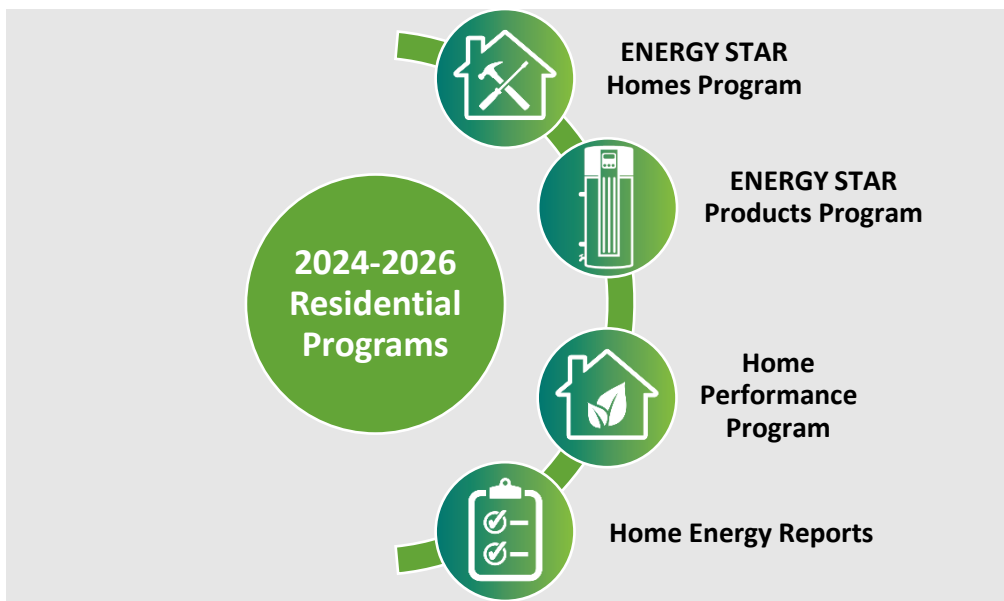 2024-2026
Residential
Programs
ENERGY STAR
Homes Program
ENERGY STAR
Products Program
Home
Performance
Program
Home Energy Reports